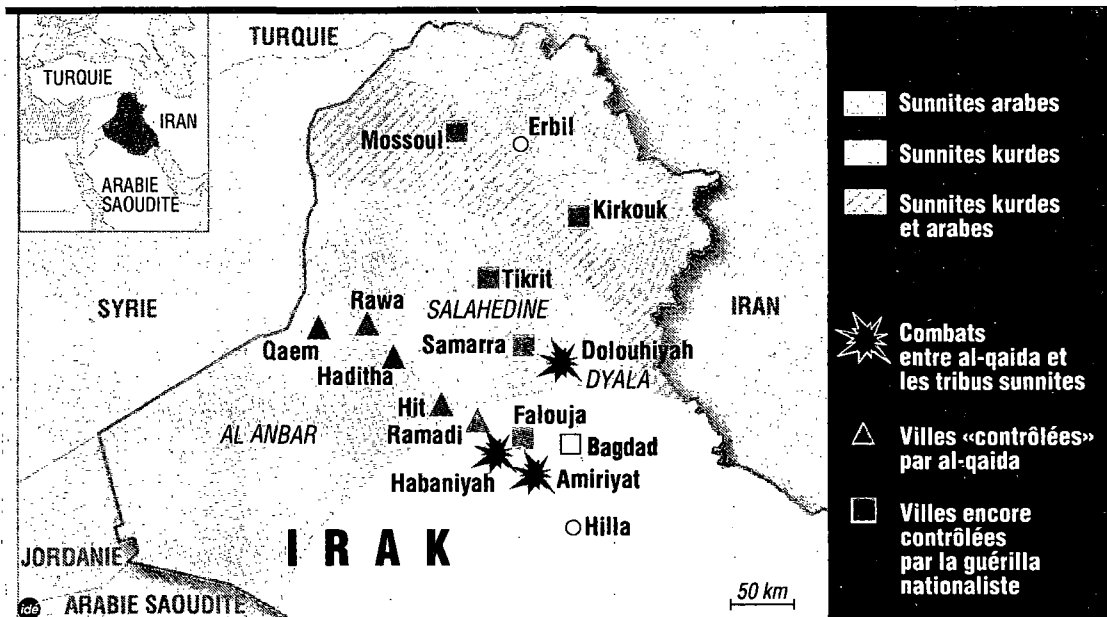 TURQUIE
TURQUIE
IRAN
ARABIE
SAOUDITE
Mossoul
Erbil
Kirkouk
Tikrit
SYRIE
Rawa
SALAHEDINE
IRAN
Qaem
Samarra
Dolouhiyah
Haditha
DYALA
Hit
Falouja
AL ANBAR
Ramadi
Bagdad
Habaniyah
Amiriyat
Hilla
IRAK
JORDANIE
50 km
idé
ARABIE SAOUDITE
Sunnites arabes
Sunnites kurdes
Sunnites kurdes
et arabes
Combats
entre al-qaida et
les tribus sunnites
Villes «contrôlées»
par al-qaida
Villes encore
contrôlées
par la guérilla
nationaliste